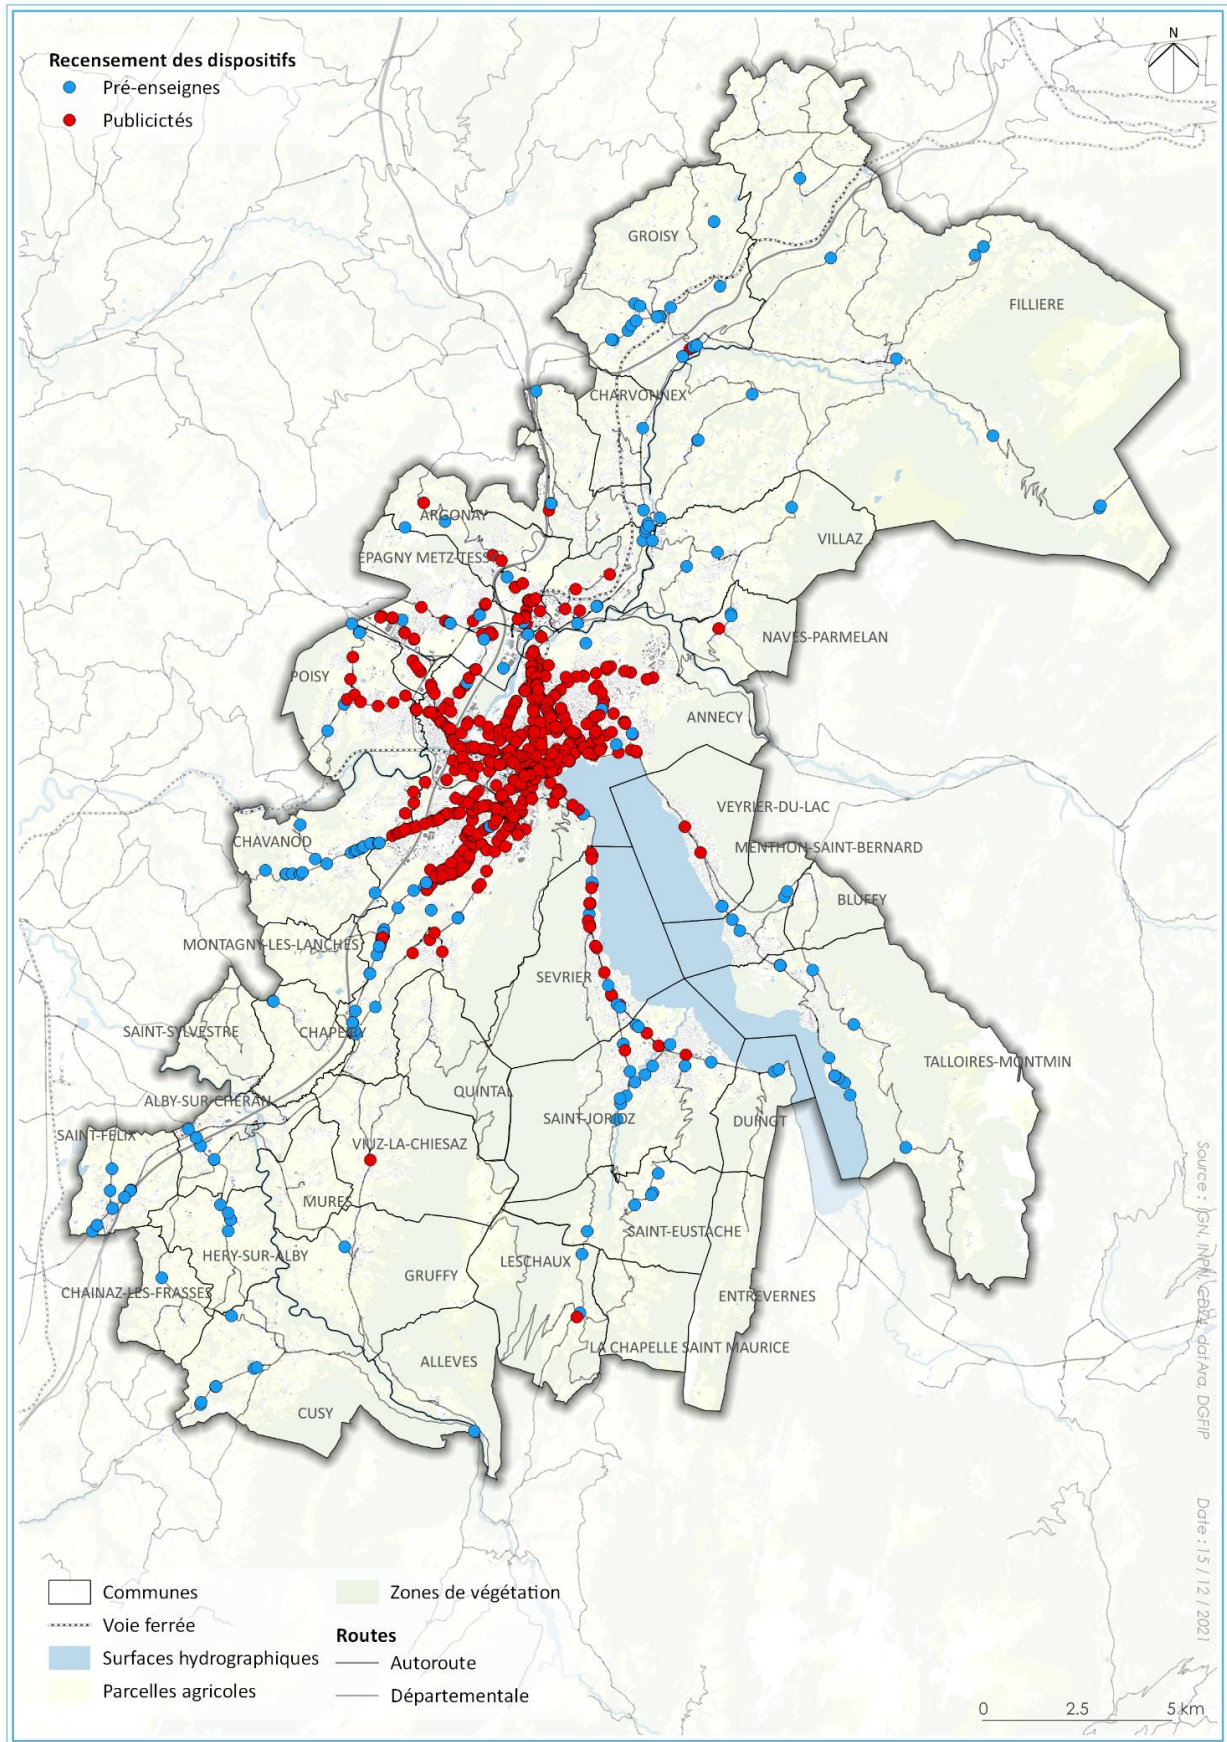 Recensement des dispositifs
Pré-enseignes
Publicictés
N
GROISY
FILLIERE
CHARVONNEX
ARGONAY
EPAGNY METZ-TESS
VILLAZ
NAVES-PARMELAN
POISY
ANNECY
VEYRIER-DU-LAC
CHAVANOD
MENTHON-SAINT-BERNARD
BLUFFY
MONTAGNY-LES-LANCHES
SEVRIER
SAINT-SYLVESTRE
CHAPEIRY
TALLOIRES-MONTMIN
QUINTAL
ALBY-SUR-CHERAN
SAINT-JORIOZ
DUINGT
SAINT-FELIX
VIUZ-LA-CHIESAZ
MURES
SAINT-EUSTACHE
HERY-SUR-ALBY
LESCHAUX
GRUFFY
CHAINAZ-LES-FRASSES
ENTREVERNES
LA CHAPELLE SAINT MAURICE
ALLEVES
CUSY
Source : IGN, INPN, GBZ4, datAra, DGFIP
Date : 15 / 12 / 2021
Communes
Voie ferrée
Surfaces hydrographiques
Parcelles agricoles
Zones de végétation
Routes
Autoroute
Départementale
0 2.5 5 km